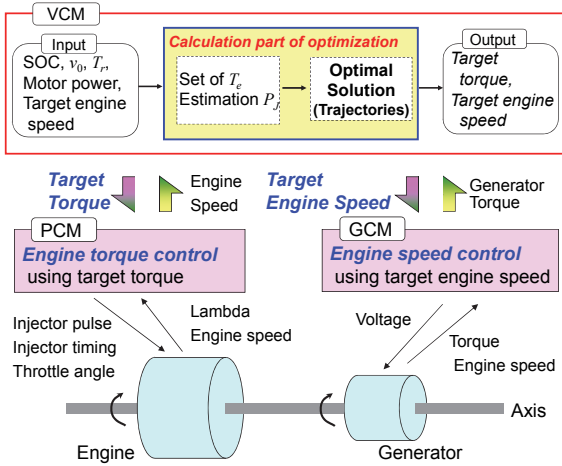 VCM
Input
SOC, v₀, Tᵣ,
Motor power,
Target engine
speed
Calculation part of optimization
Set of Tₑ
Estimation P_J
Optimal
Solution
(Trajectories)
Output
Target
torque,
Target engine
speed
Target
Torque
Engine
Speed
Target
Engine Speed
Generator
Torque
PCM
Engine torque control
using target torque
GCM
Engine speed control
using target engine speed
Injector pulse
Injector timing
Throttle angle
Lambda
Engine speed
Voltage
Torque
Engine speed
Axis
Engine
Generator